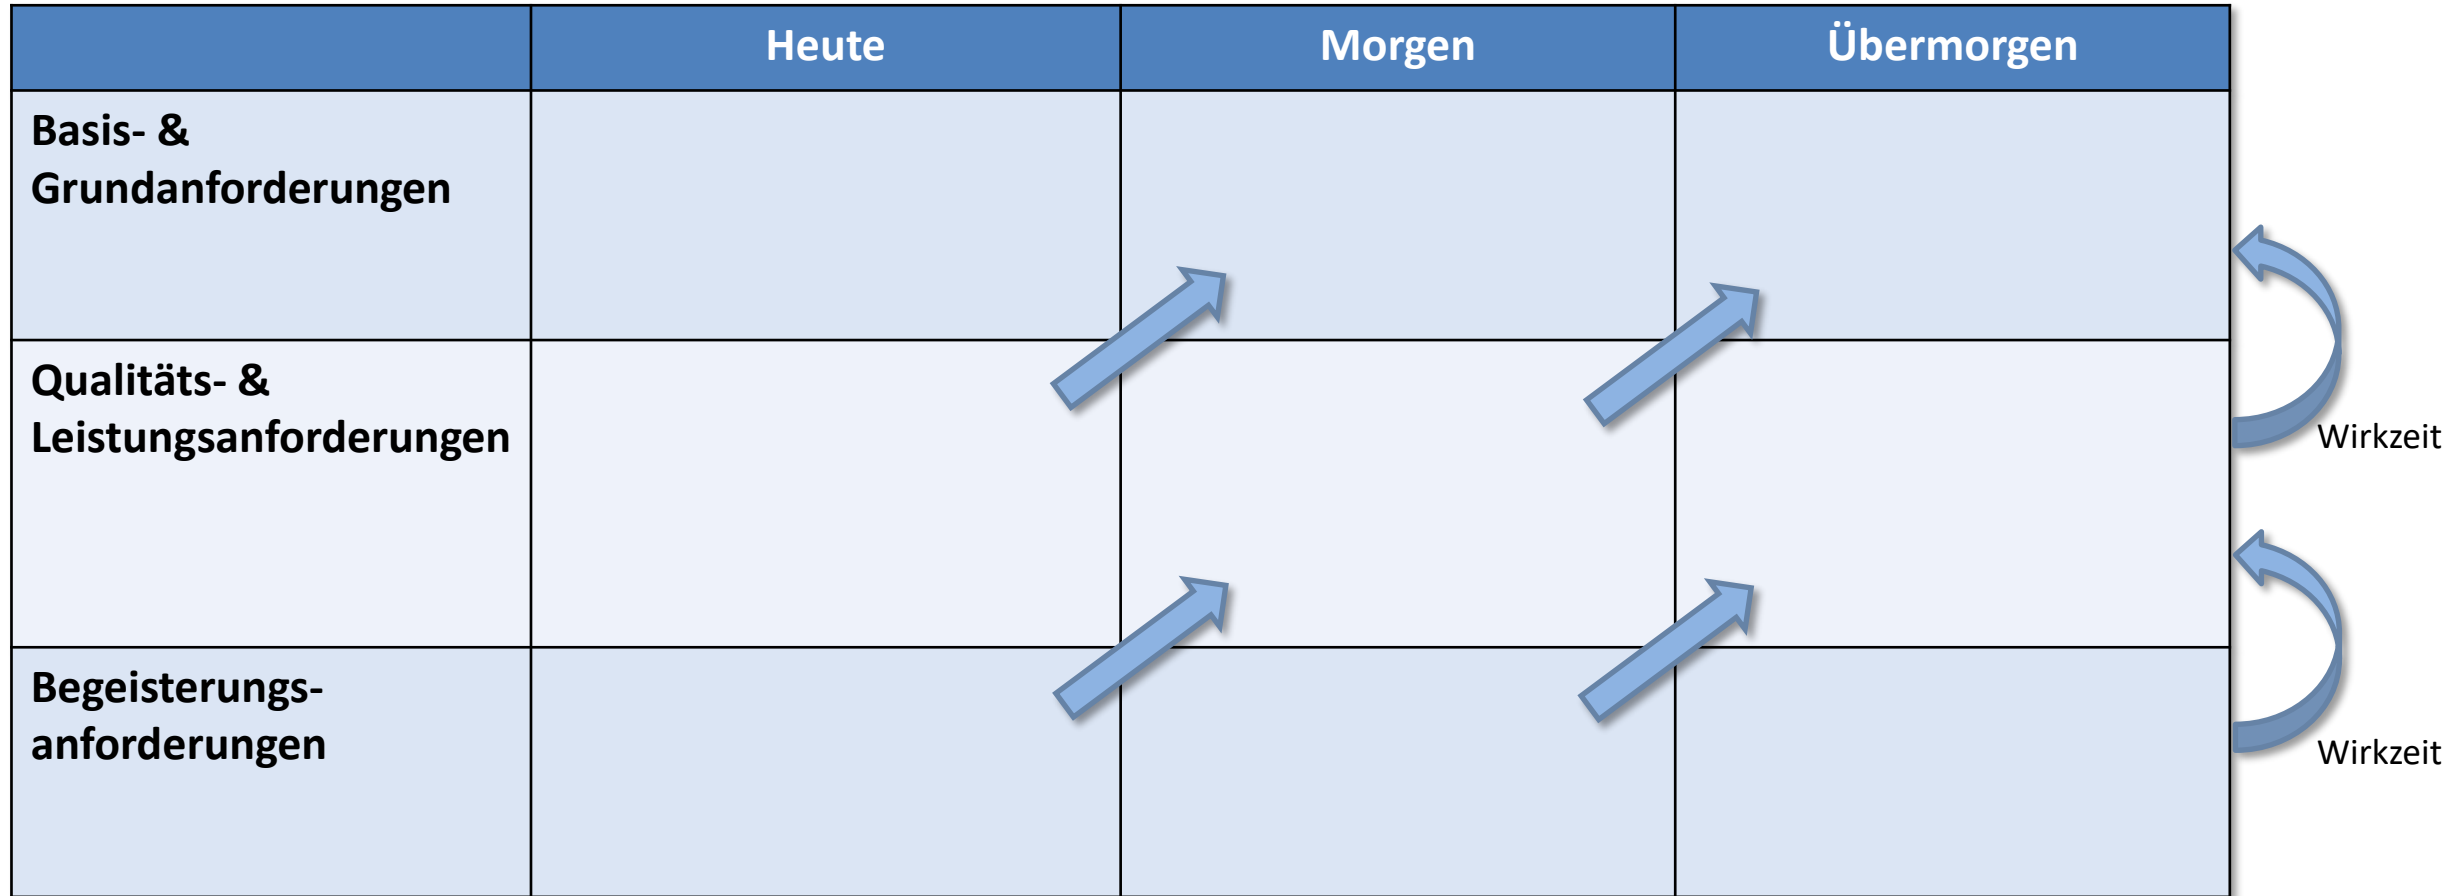 Heute Morgen Übermorgen
Basis- &
Grundanforderungen
Qualitäts- &
Leistungsanforderungen
Wirkzeit
Begeisterungs-
anforderungen
Wirkzeit